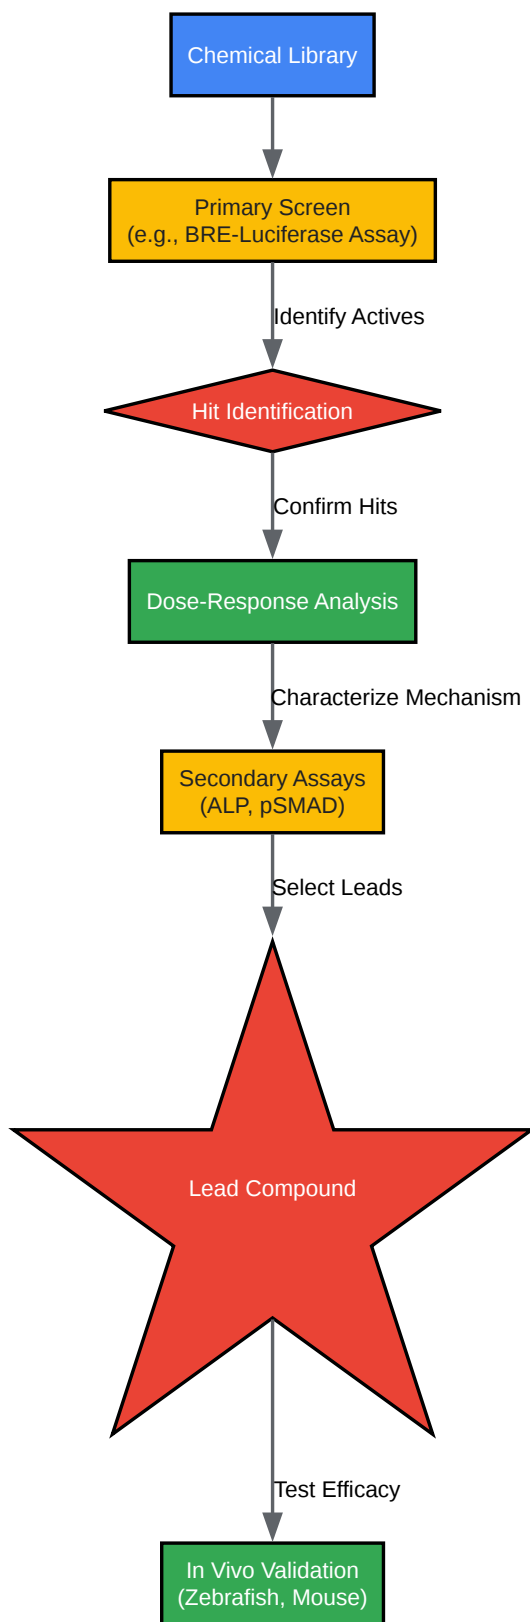 Chemical Library
Primary Screen
(e.g., BRE-Luciferase Assay)
Identify Actives
Hit Identification
Confirm Hits
Dose-Response Analysis
Characterize Mechanism
Secondary Assays
(ALP, pSMAD)
Select Leads
Lead Compound
Test Efficacy
In Vivo Validation
(Zebrafish, Mouse)